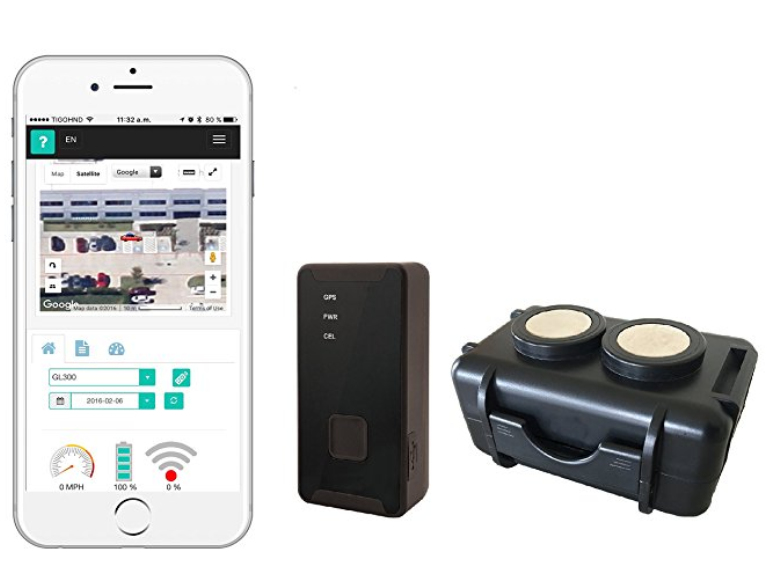 TIGOHND
11:32 a.m.
80 %
?
EN
Map
Satellite
Google
Google
Map data ©2016
Terms of Use
GL300
2016-02-06
0 MPH
100 %
0 %
GPS
PWR
CEL